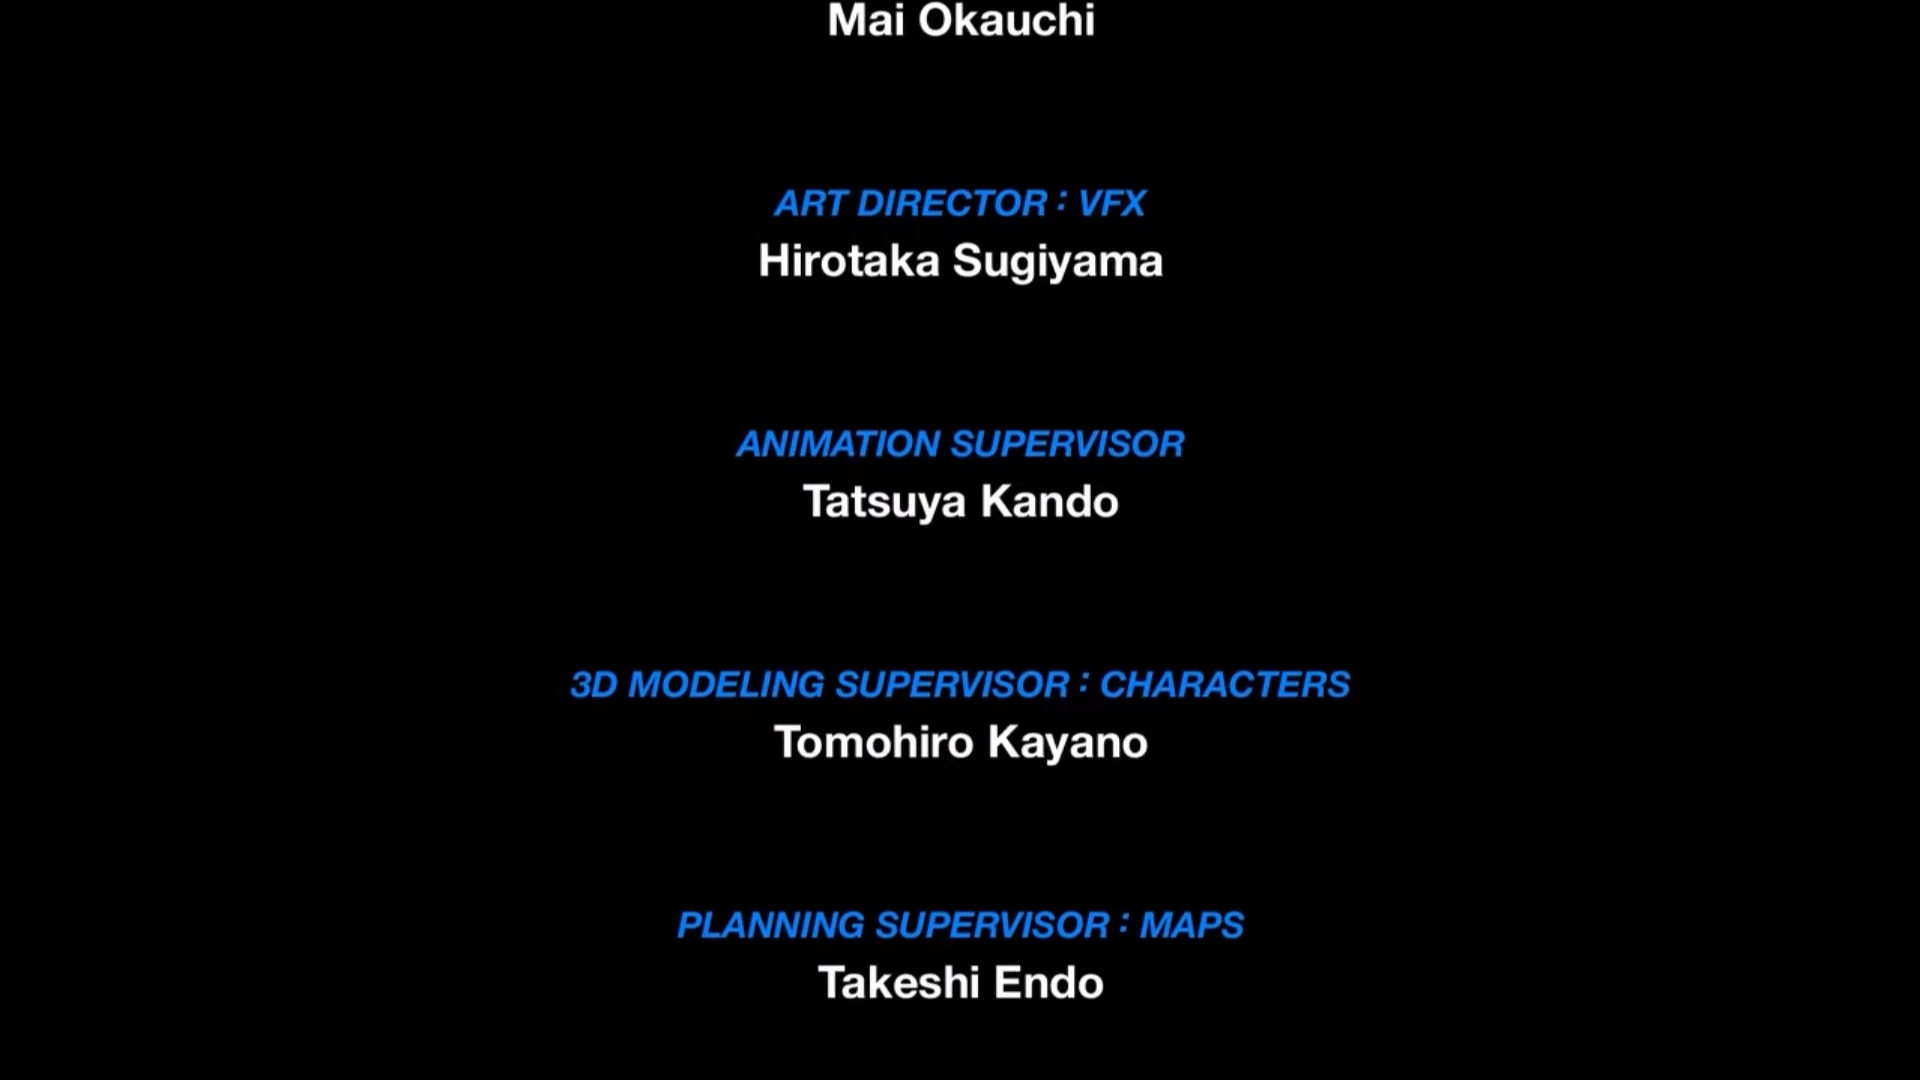 Mai Okauchi
ART DIRECTOR : VFX
Hirotaka Sugiyama
ANIMATION SUPERVISOR
Tatsuya Kando
3D MODELING SUPERVISOR : CHARACTERS
Tomohiro Kayano
PLANNING SUPERVISOR : MAPS
Takeshi Endo